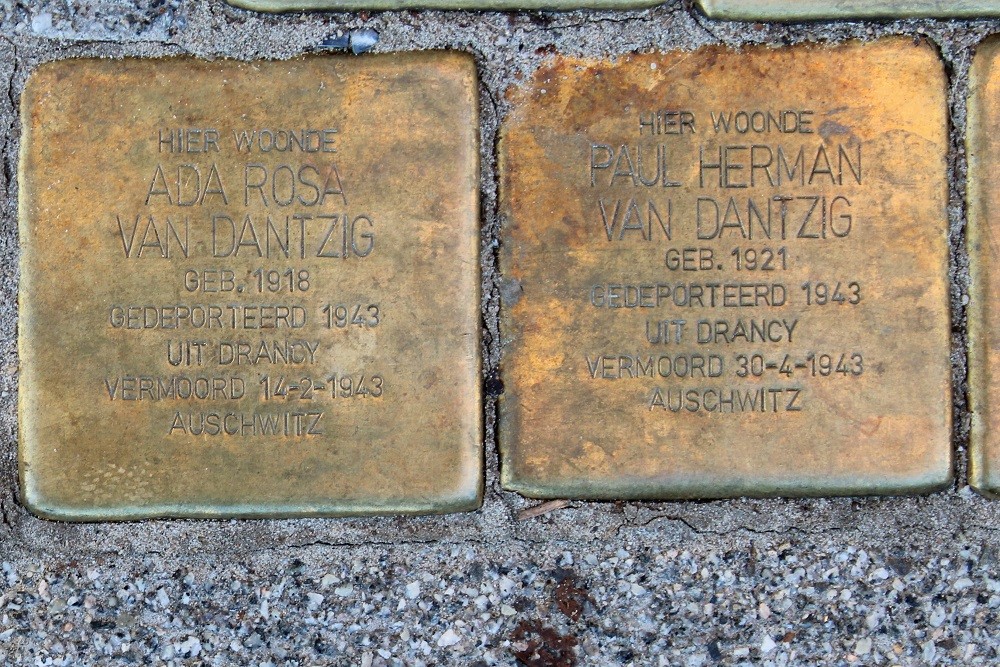 HIER WOONDE
ADA ROSA
VAN DANTZIG
GEB. 1918
GEDEPORTEERD 1943
UIT DRANCY
VERMOORD 14-2-1943
AUSCHWITZ
HIER WOONDE
PAUL HERMAN
VAN DANTZIG
GEB. 1921
GEDEPORTEERD 1943
UIT DRANCY
VERMOORD 30-4-1943
AUSCHWITZ